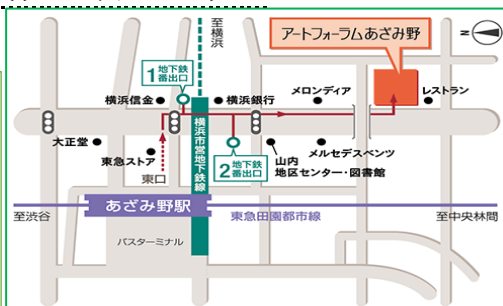 至横浜
アートフォーラムあざみ野
N
1地下鉄
番出口
横浜信金
横浜銀行
メロンディア
レストラン
大正堂
東急ストア
東口
横浜市営地下鉄線
2地下鉄
番出口
山内
地区センター・図書館
メルセデスベンツ
至渋谷
あざみ野駅
東急田園都市線
至中央林間
バスターミナル